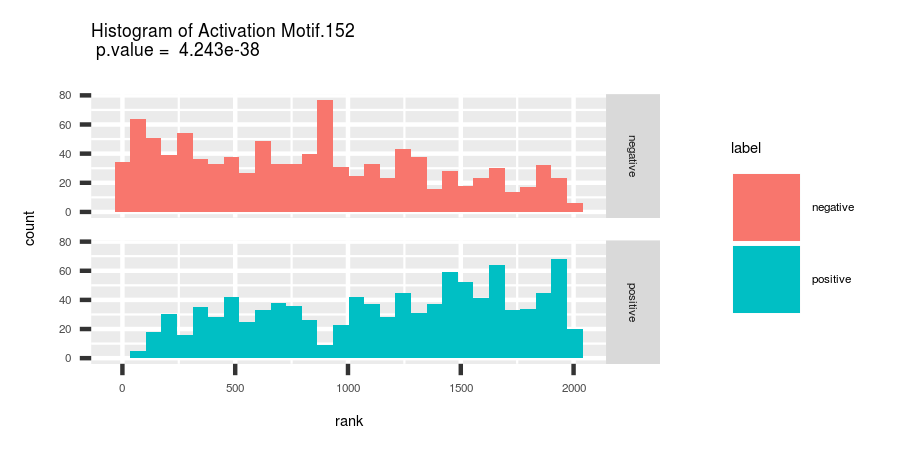 Histogram of Activation Motif.152
p.value =  4.243e-38
80
60
40
20
0
negative
80
60
40
20
0
positive
count
0
500
1000
1500
2000
rank
label
negative
positive